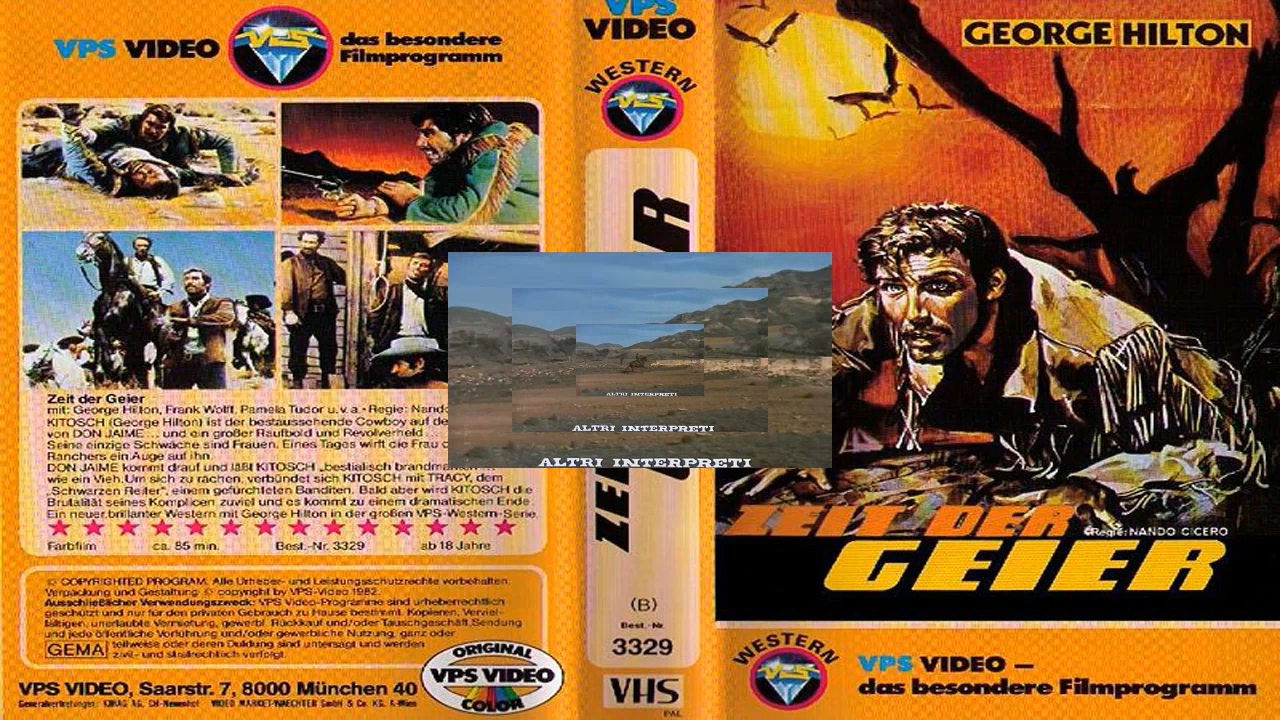 VPS VIDEO
VCS
das besondere
Filmprogramm
Zeit der Geier
mit: George Hilton, Frank Wolff, Pamela Tudor u.v.a. • Regie: Nando
KITOSCH (George Hilton) ist der bestaussehende Cowboy auf de
von DON JAIME ... und ein großer Raufbold und Revolverheld ...
Seine einzige Schwäche sind Frauen. Eines Tages wirft die Frau d
Ranchers ein Auge auf ihn.
DON JAIME kommt drauf und läßt KITOSCH „bestialisch brandmarken" ...
wie ein Vieh. Um sich zu rächen, verbündet sich KITOSCH mit TRACY, dem
„Schwarzen Reiter", einem gefürchteten Banditen. Bald aber wird KITOSCH die
Brutalität seines Komplicen zuviel und es kommt zu einem dramatischen Ende.
Ein neuer brillanter Western mit George Hilton in der großen VPS-Western-Serie.
Farbfilm ca. 85 min. Best.-Nr. 3329 ab 18 Jahre
© COPYRIGHTED PROGRAM. Alle Urheber- und Leistungsschutzrechte vorbehalten.
Verpackung und Gestaltung © copyright by VPS-Video 1982.
Ausschließlicher Verwendungszweck: VPS Video-Programme sind urheberrechtlich
geschützt und nur für den privaten Gebrauch zu Hause bestimmt. Kopieren, Verviel-
fältigen, unerlaubte Vermietung, gewerbl. Rückkauf und/oder Tauschgeschäft, Sendung
und jede öffentliche Vorführung und/oder gewerbliche Nutzung, ganz oder
GEMA teilweise oder deren Duldung sind untersagt und werden
zivil- und strafrechtlich verfolgt.
ORIGINAL
VPS VIDEO
COLOR
VPS VIDEO, Saarstr. 7, 8000 München 40
VPS
VIDEO
WESTERN
VCS
ZE
R
(B)
Best.-Nr.
3329
VHS
PAL
ALTRI INTERPRETI
ALTRI INTERPRETI
ALTRI INTERPRETI
GEORGE HILTON
ZEIT DER
GEIER
Regie: NANDO CICERO
WESTERN
VCS
VPS VIDEO –
das besondere Filmprogramm